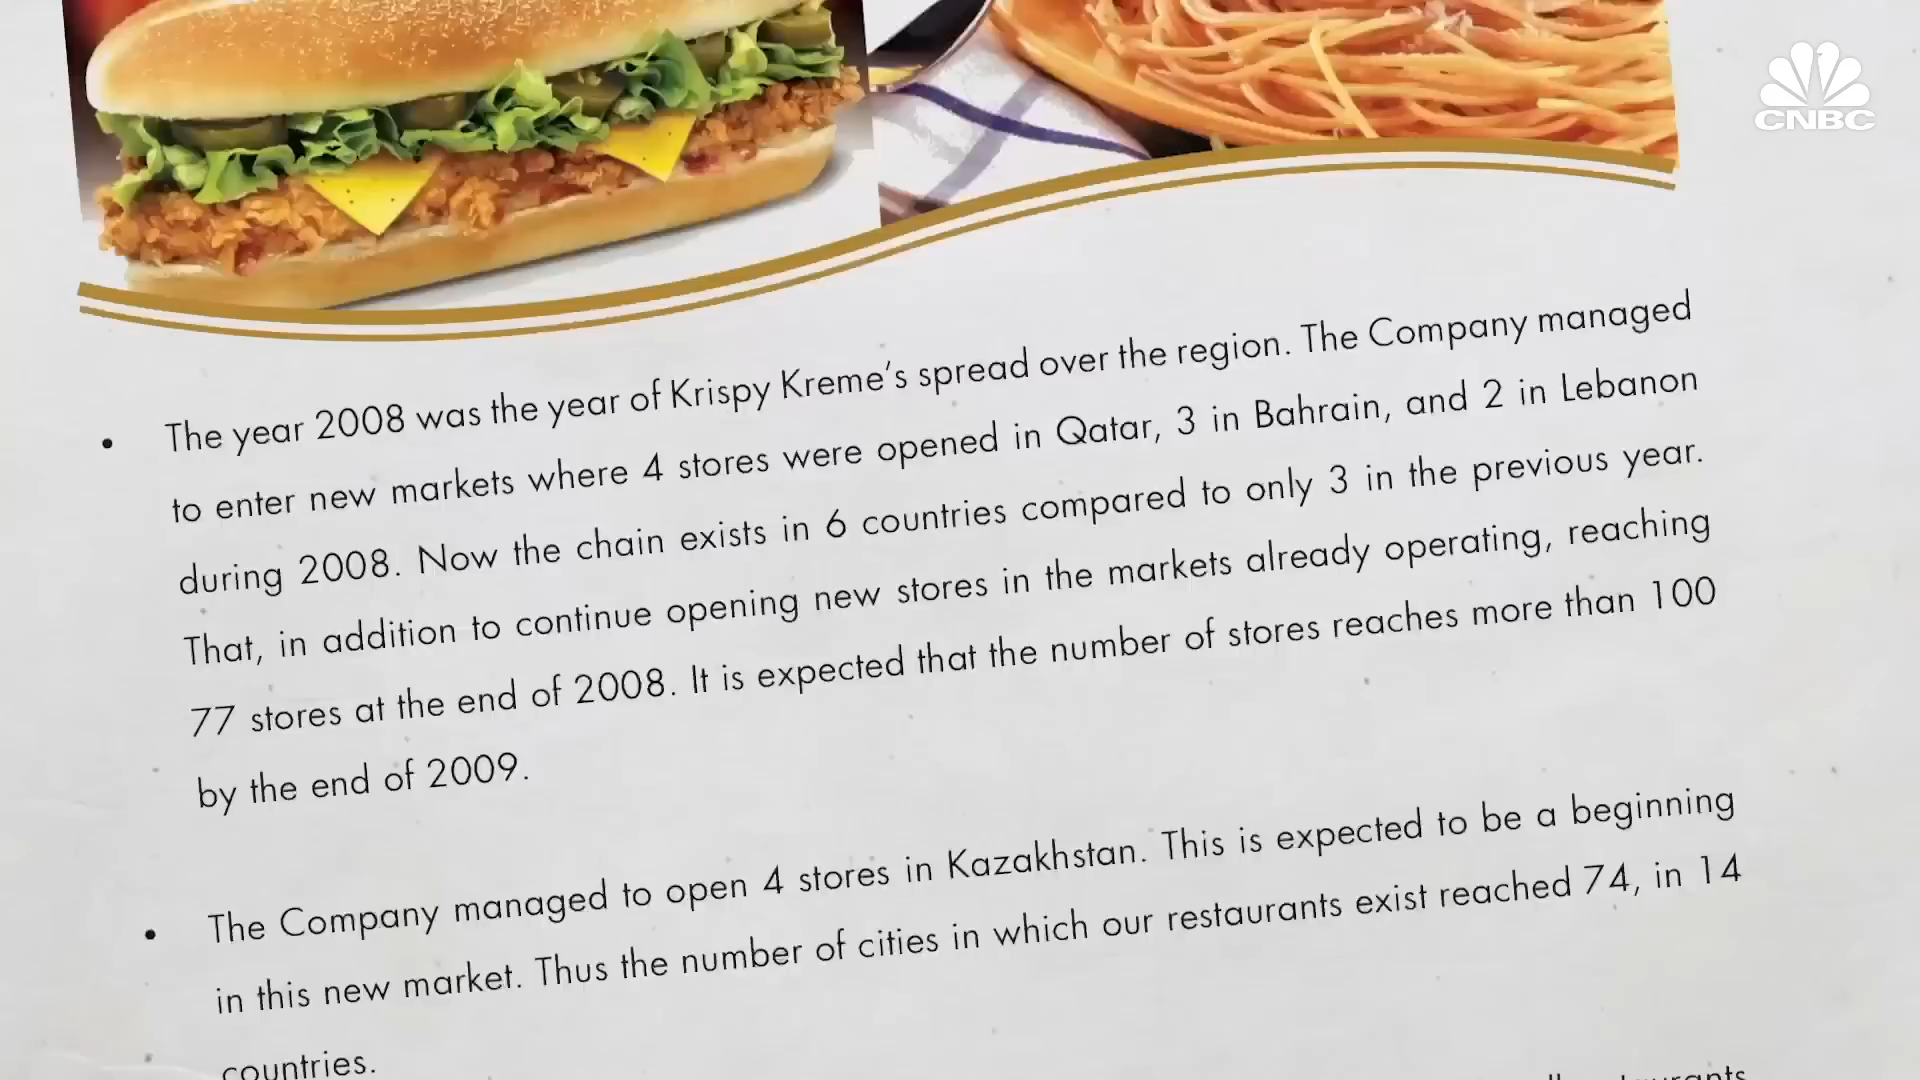 CNBC
The year 2008 was the year of Krispy Kreme's spread over the region. The Company managed
to enter new markets where 4 stores were opened in Qatar, 3 in Bahrain, and 2 in Lebanon
during 2008. Now the chain exists in 6 countries compared to only 3 in the previous year.
That, in addition to continue opening new stores in the markets already operating, reaching
77 stores at the end of 2008. It is expected that the number of stores reaches more than 100
by the end of 2009.
The Company managed to open 4 stores in Kazakhstan. This is expected to be a beginning
in this new market. Thus the number of cities in which our restaurants exist reached 74, in 14
countries.